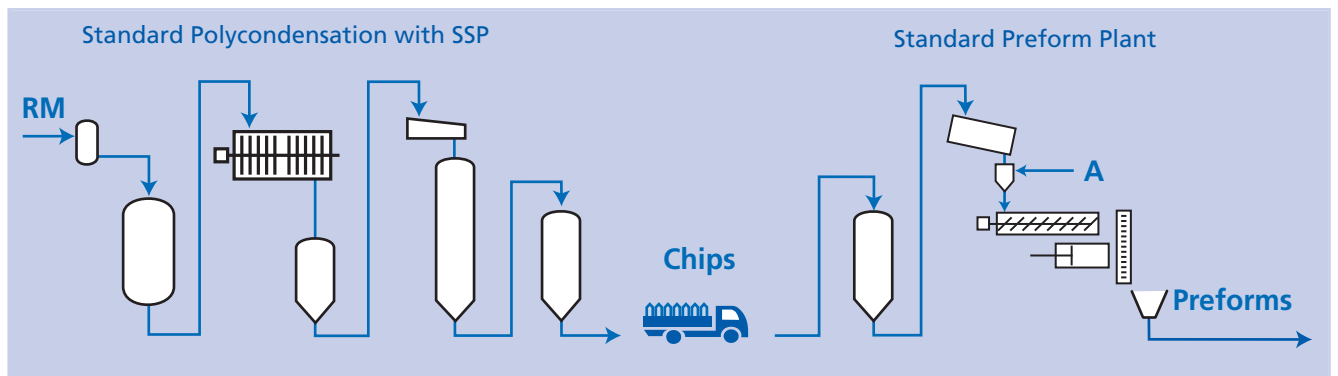 Standard Polycondensation with SSP
Standard Preform Plant
RM
A
Chips
Preforms